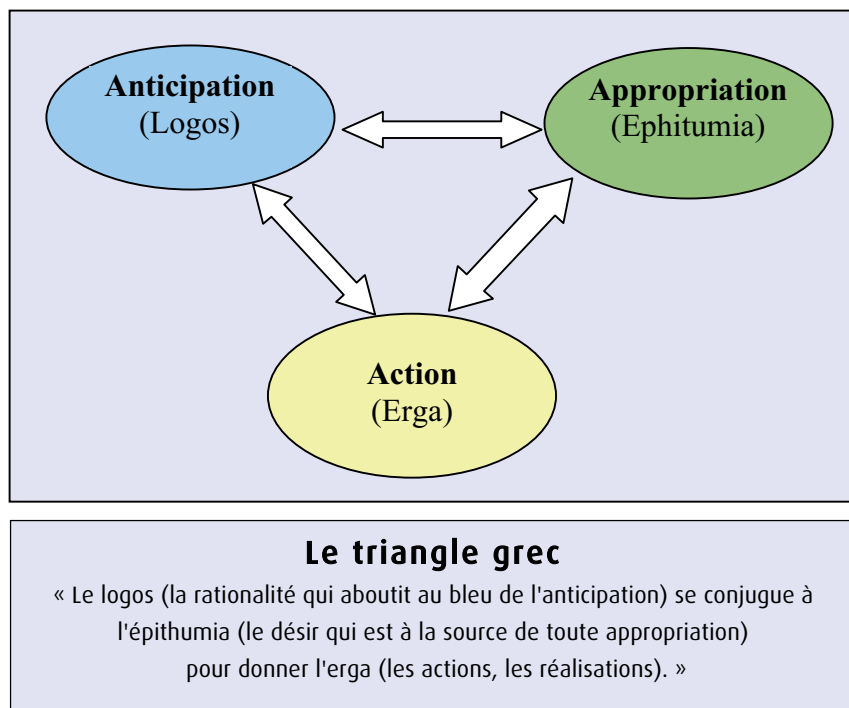 Anticipation
(Logos)
Appropriation
(Ephitumia)
Action
(Erga)
Le triangle grec
« Le logos (la rationalité qui aboutit au bleu de l'anticipation) se conjugue à
l'épithumia (le désir qui est à la source de toute appropriation)
pour donner l'erga (les actions, les réalisations). »